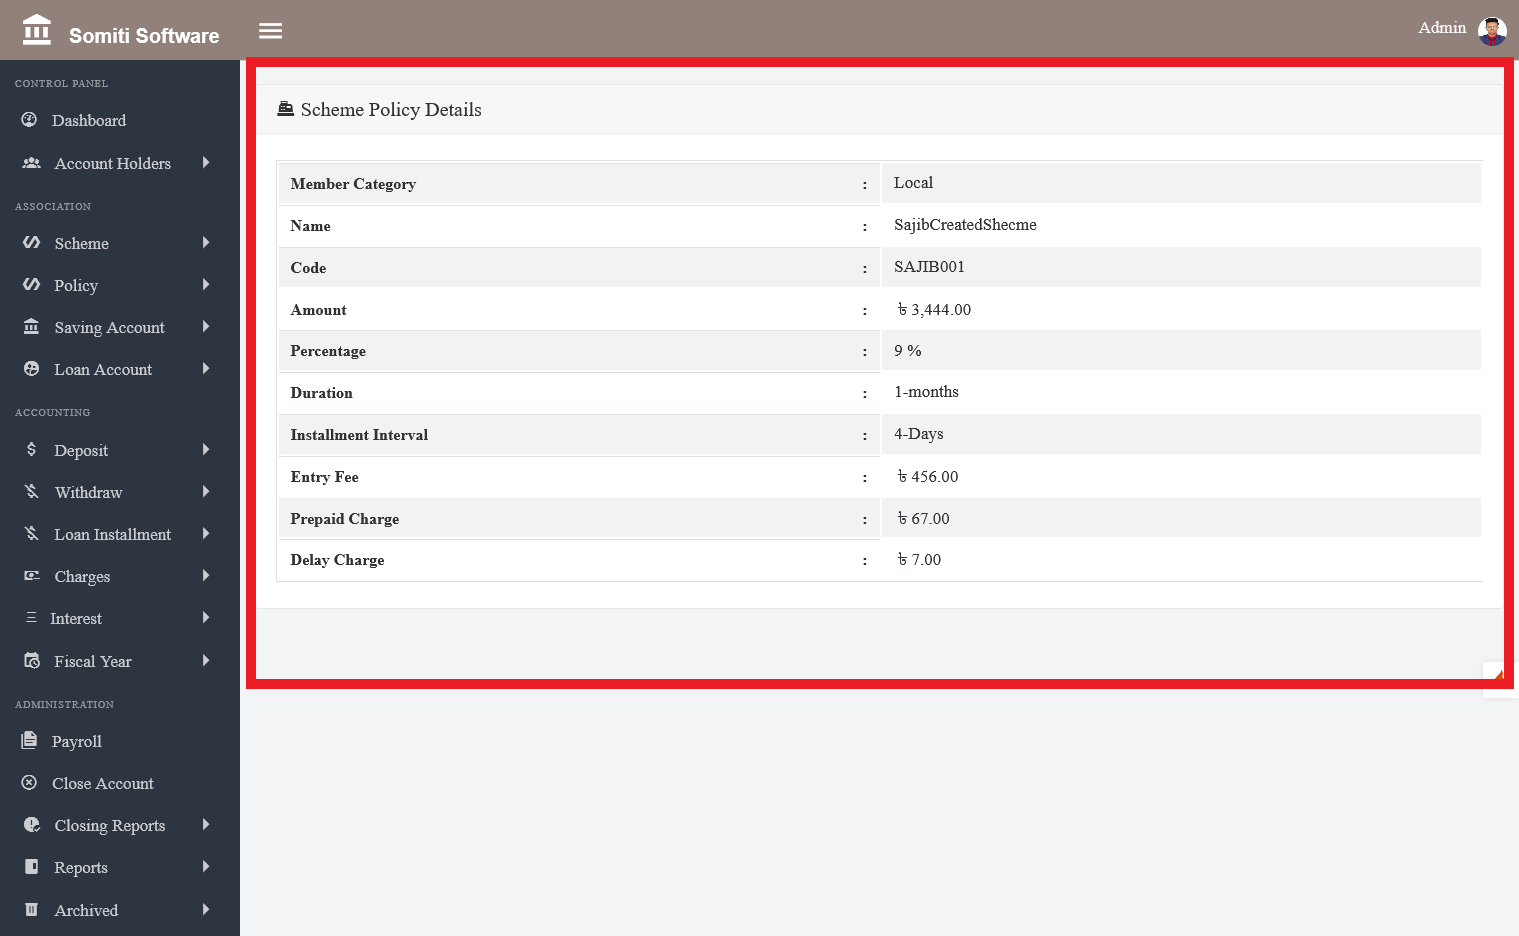 Somiti Software
Admin
CONTROL PANEL
Dashboard
Account Holders
ASSOCIATION
Scheme
Policy
Saving Account
Loan Account
ACCOUNTING
Deposit
Withdraw
Loan Installment
Charges
Interest
Fiscal Year
ADMINISTRATION
Payroll
Close Account
Closing Reports
Reports
Archived
Scheme Policy Details
Member Category : Local
Name : SajibCreatedShecme
Code : SAJIB001
Amount : ৳ 3,444.00
Percentage : 9 %
Duration : 1-months
Installment Interval : 4-Days
Entry Fee : ৳ 456.00
Prepaid Charge : ৳ 67.00
Delay Charge : ৳ 7.00